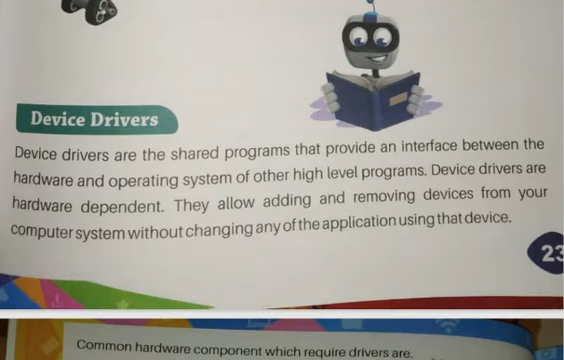 Device Drivers
Device drivers are the shared programs that provide an interface between the
hardware and operating system of other high level programs. Device drivers are
hardware dependent. They allow adding and removing devices from your
computer system without changing any of the application using that device.
23
Common hardware component which require drivers are.